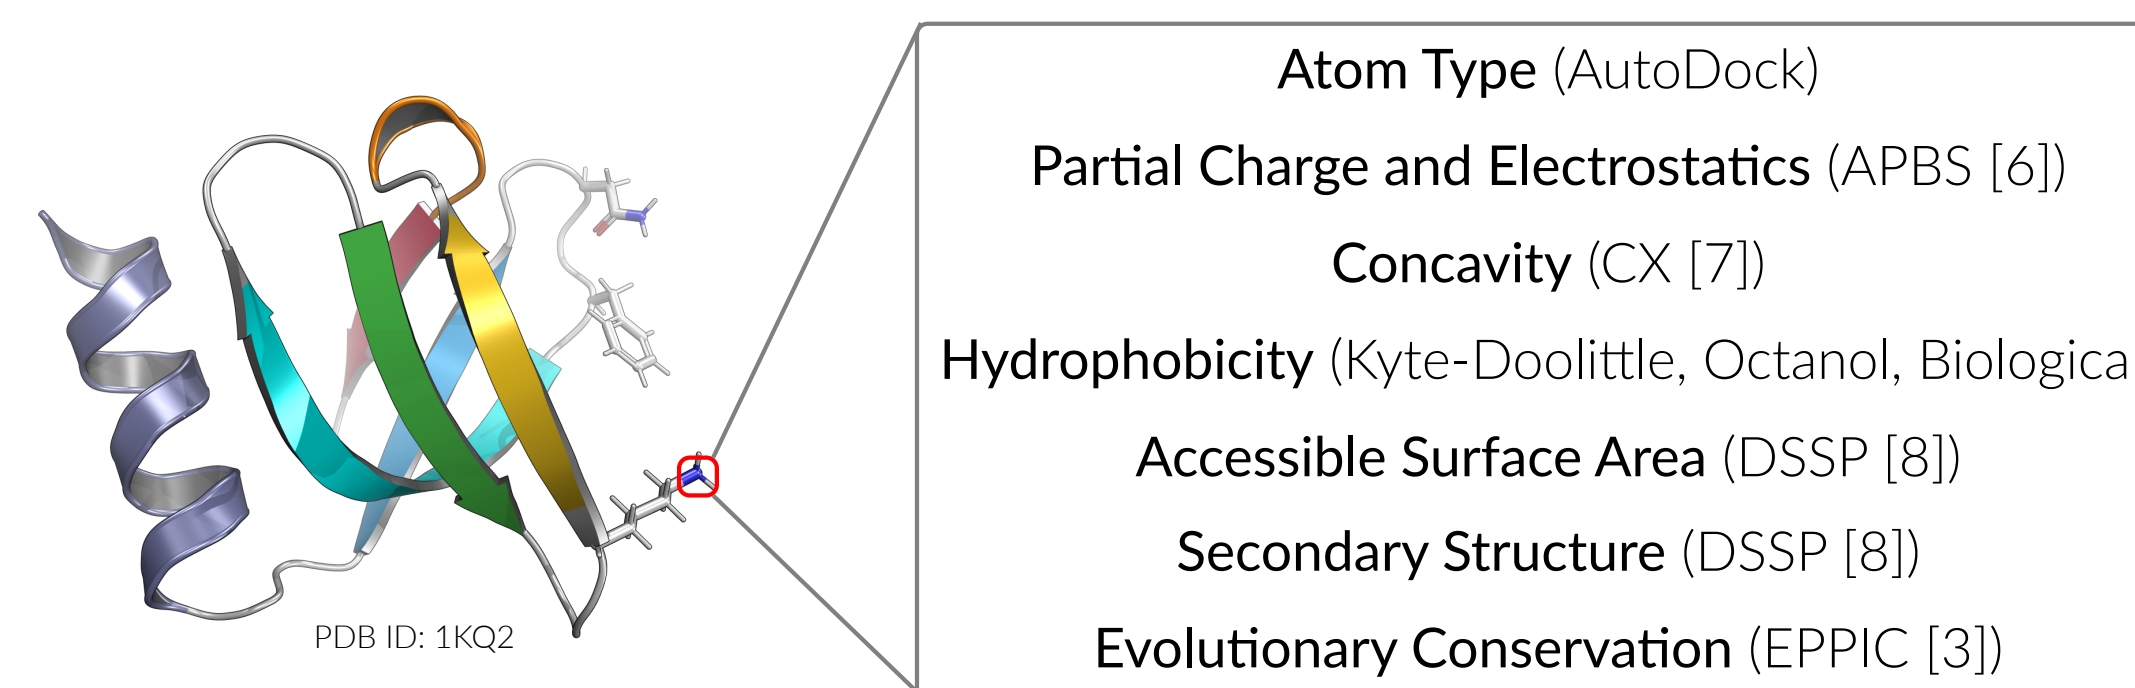 Atom Type (AutoDock)
Partial Charge and Electrostatics (APBS [6])
Concavity (CX [7])
Hydrophobicity (Kyte-Doolittle, Octanol, Biologica
Accessible Surface Area (DSSP [8])
Secondary Structure (DSSP [8])
Evolutionary Conservation (EPPIC [3])
PDB ID: 1KQ2